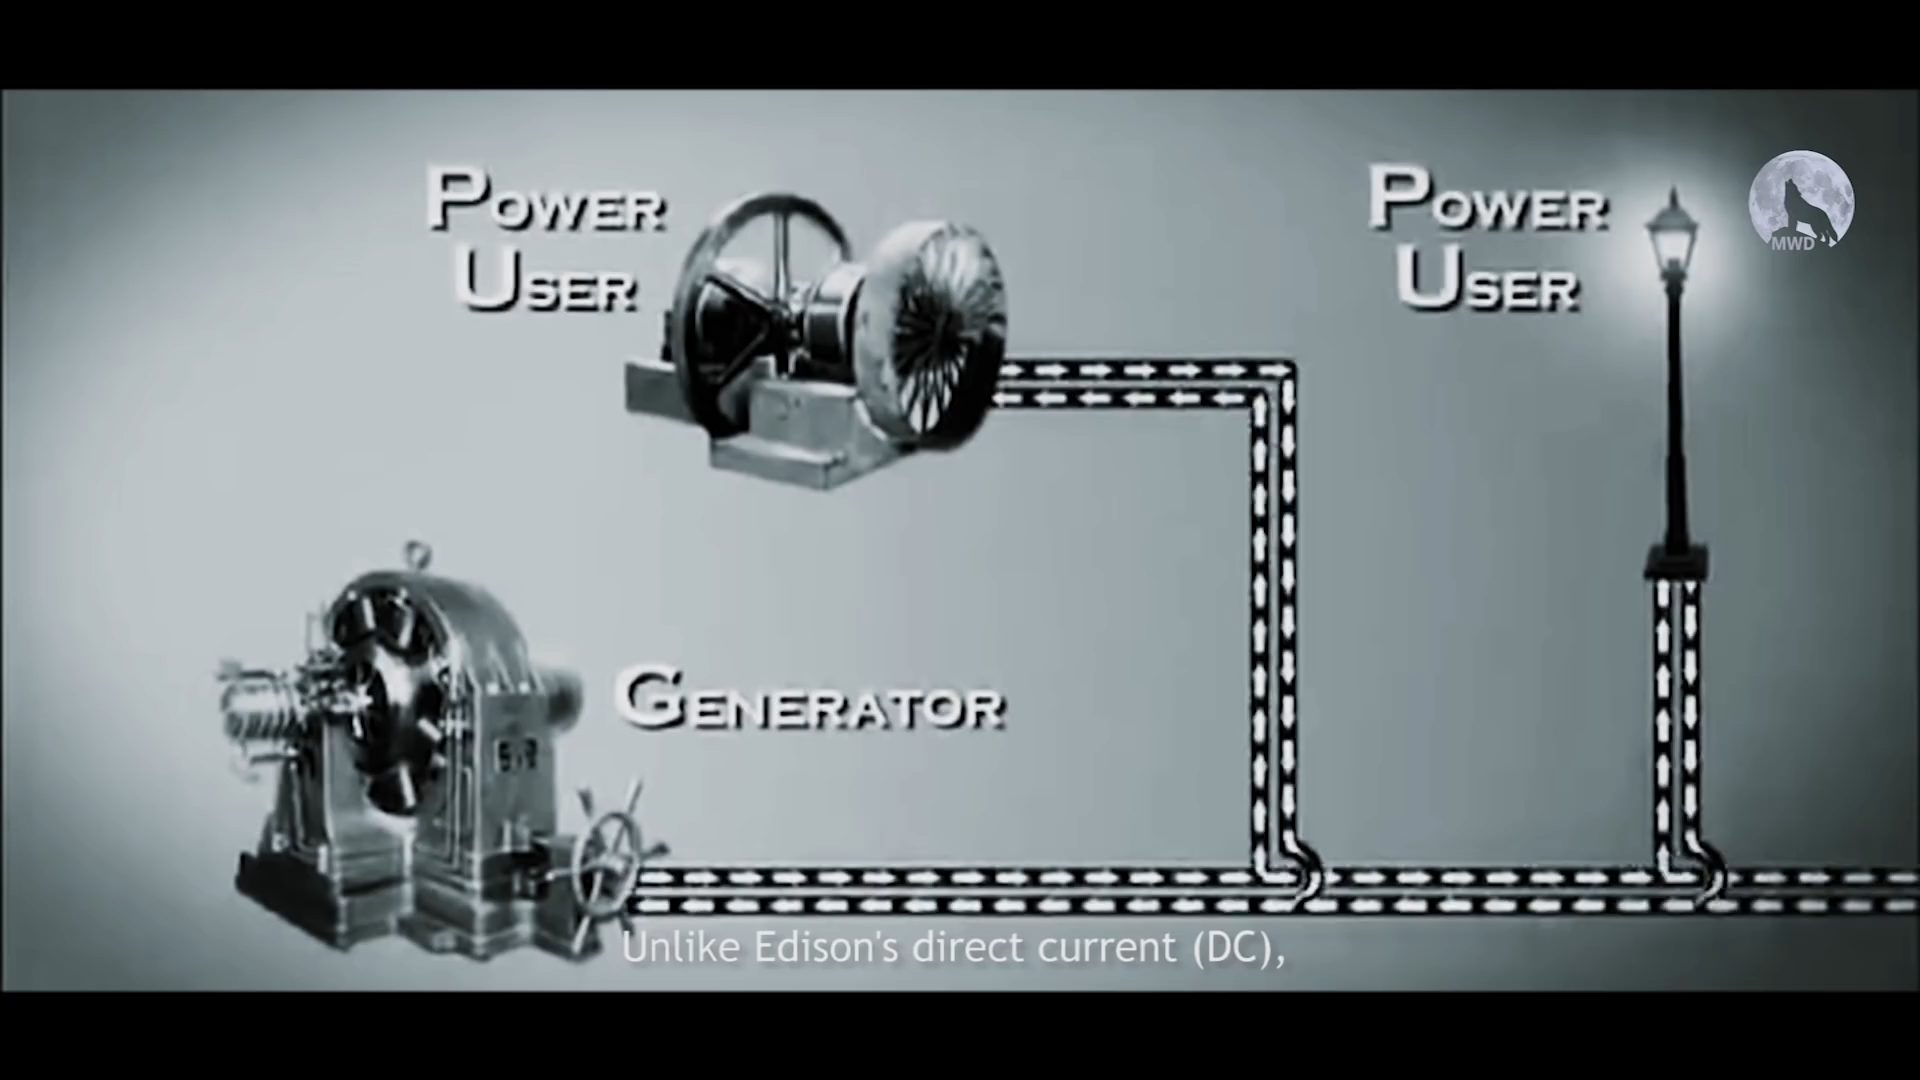 POWER
USER
POWER
USER
MWD
GENERATOR
Unlike Edison's direct current (DC),